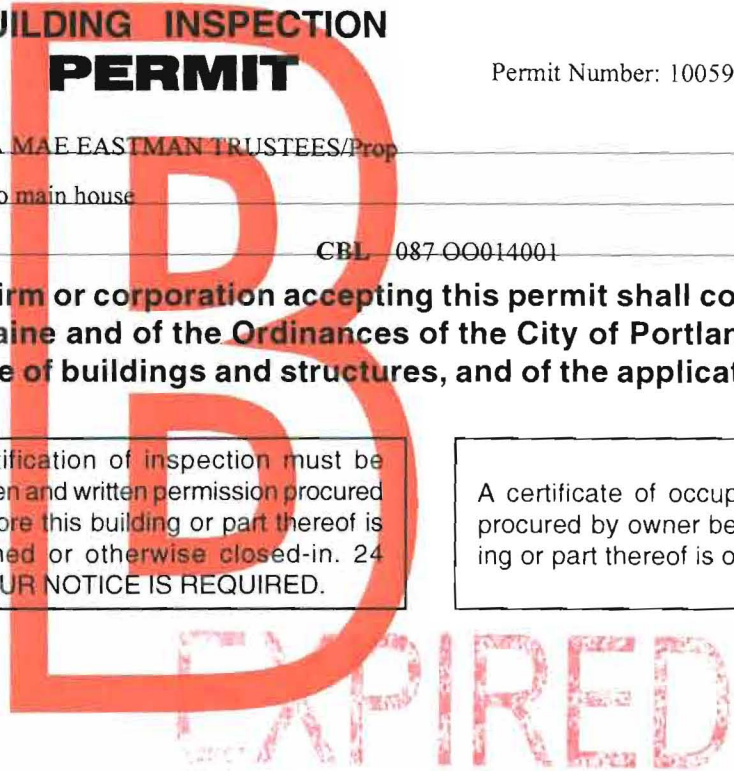 UILDING INSPECTION
PERMIT
Permit Number: 10059
A MAE EASTMAN TRUSTEES/Prop
o main house
CBL 087 OO014001
irm or corporation accepting this permit shall co
aine and of the Ordinances of the City of Portlan
e of buildings and structures, and of the applicat
ification of inspection must be
en and written permission procured
ore this building or part thereof is
ned or otherwise closed-in. 24
UR NOTICE IS REQUIRED.
A certificate of occup
procured by owner be
ing or part thereof is o
B
EXPIRED